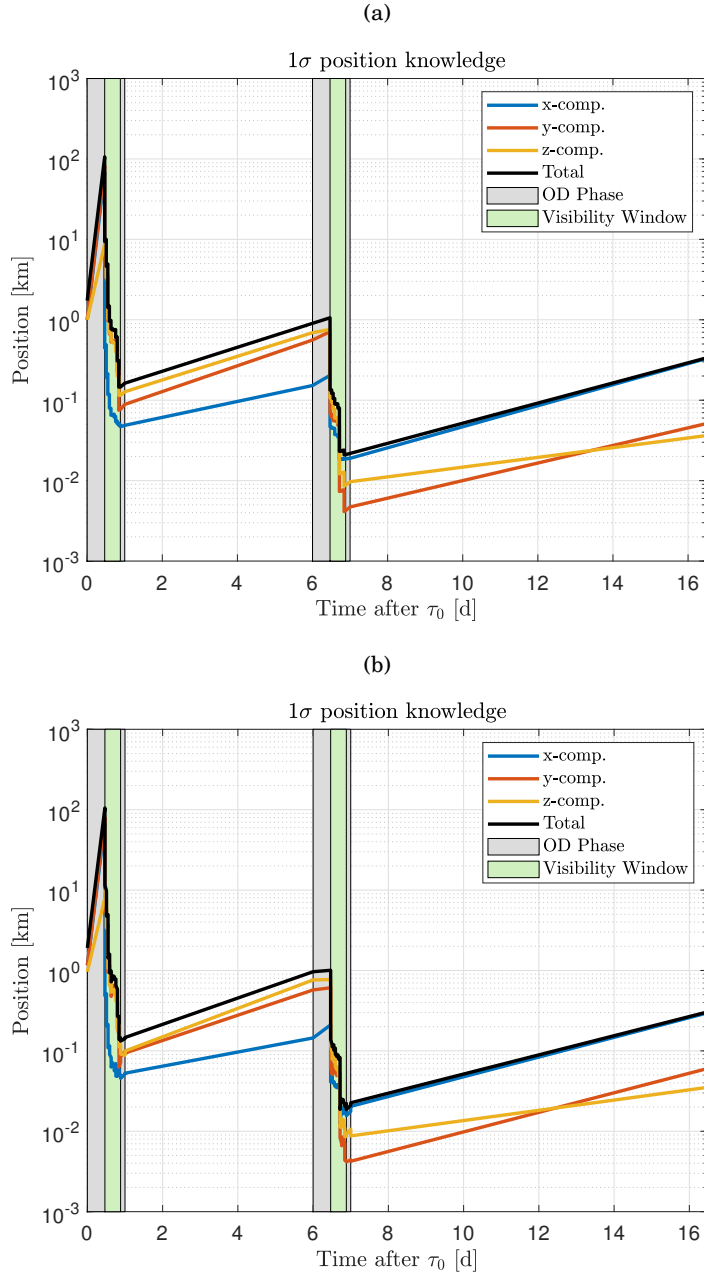 (a)
1σ position knowledge
10^3
10^2
10^1
10^0
10^-1
10^-2
10^-3
Position [km]
x-comp.
y-comp.
z-comp.
Total
OD Phase
Visibility Window
0 2 4 6 8 10 12 14 16
Time after τ_0 [d]
(b)
1σ position knowledge
10^3
10^2
10^1
10^0
10^-1
10^-2
10^-3
Position [km]
x-comp.
y-comp.
z-comp.
Total
OD Phase
Visibility Window
0 2 4 6 8 10 12 14 16
Time after τ_0 [d]